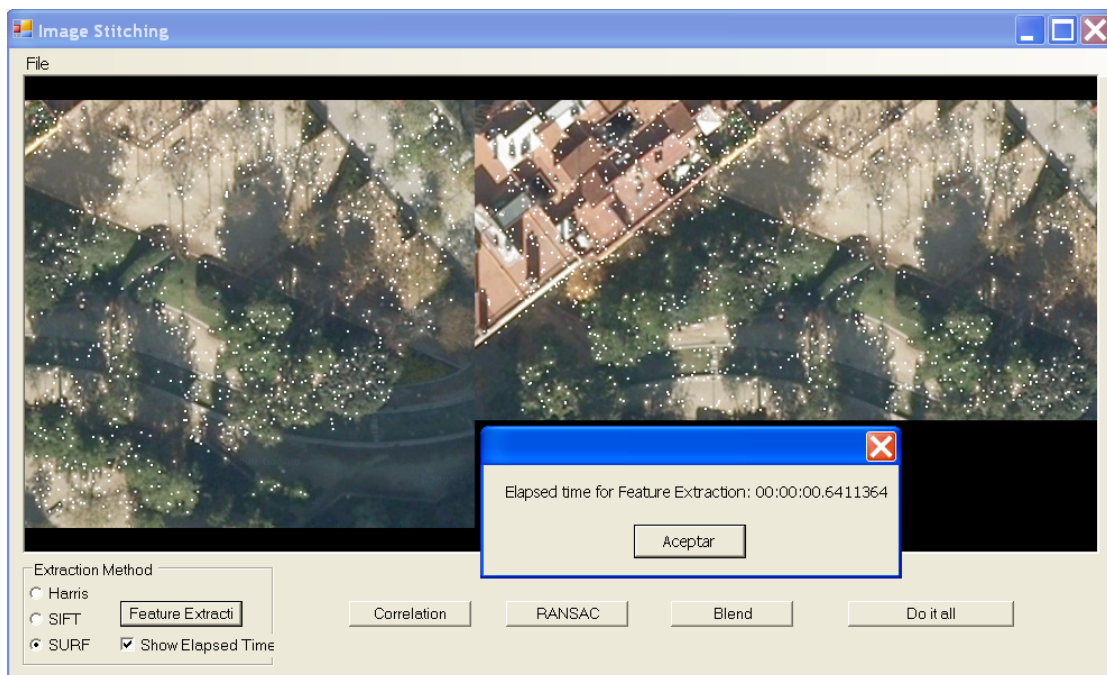 Image Stitching
File
Elapsed time for Feature Extraction: 00:00:00.6411364
Aceptar
Extraction Method
Harris
SIFT
SURF
Feature Extracti
Show Elapsed Time
Correlation
RANSAC
Blend
Do it all